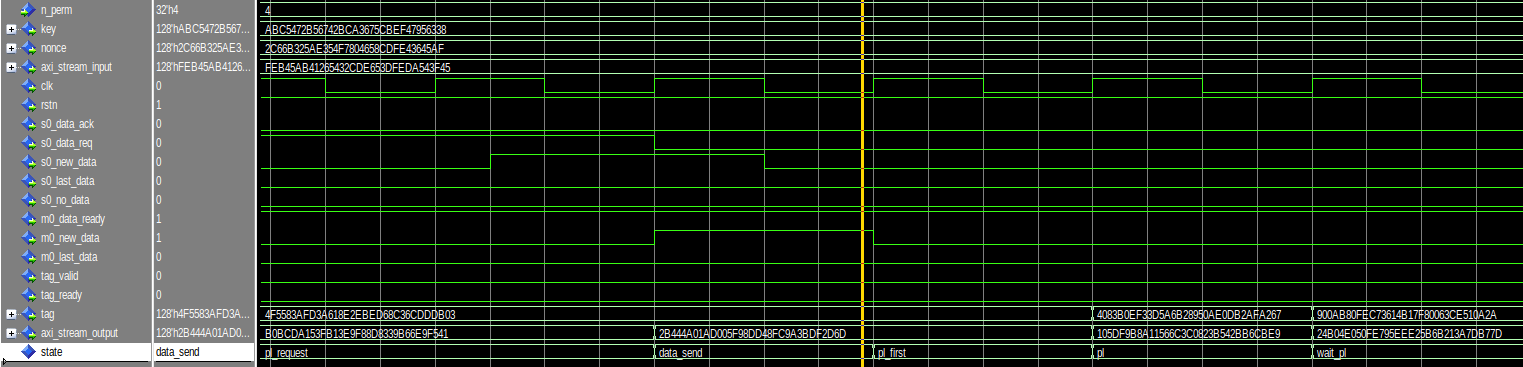 n_perm 32'h4 4
key 128'hABC5472B567... ABC5472B56742BCA3675CBEF47956338
nonce 128'h2C66B325AE3... 2C66B325AE354F7804658CDFE43645AF
axi_stream_input 128'hFEB45AB4126... FEB45AB41265432CDE653DFEDA543F45
clk 0
rstn 1
s0_data_ack 0
s0_data_req 0
s0_new_data 0
s0_last_data 0
s0_no_data 0
m0_data_ready 1
m0_new_data 1
m0_last_data 0
tag_valid 0
tag_ready 0
tag 128'h4F5583AFD3A... 4F5583AFD3A618E2EBED68C36CDDDB03 4083B0EF33D5A6B28950AE0DB2AFA267 900AB80FEC73614B17F80063CE510A2A
axi_stream_output 128'h2B444A01AD0... B0BCDA153FB13E9F88D8339B66E9F541 2B444A01AD005F98DD48FC9A3BDF2D6D 105DF9B8A11566C3C0823B542BB6CBE9 24B04E050FE795EEE25B6B213A7DB77D
state data_send pl_request data_send pl_first pl wait_pl